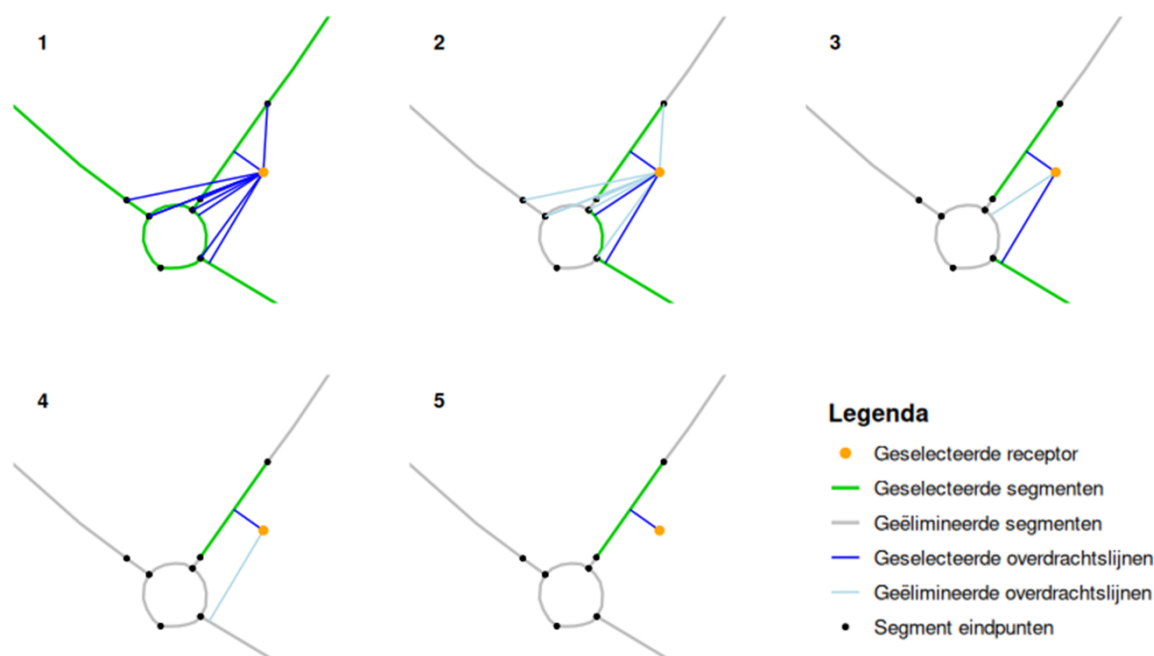 1
2
3
4
5
Legenda
Geselecteerde receptor
Geselecteerde segmenten
Geëlimineerde segmenten
Geselecteerde overdrachtslijnen
Geëlimineerde overdrachtslijnen
Segment eindpunten